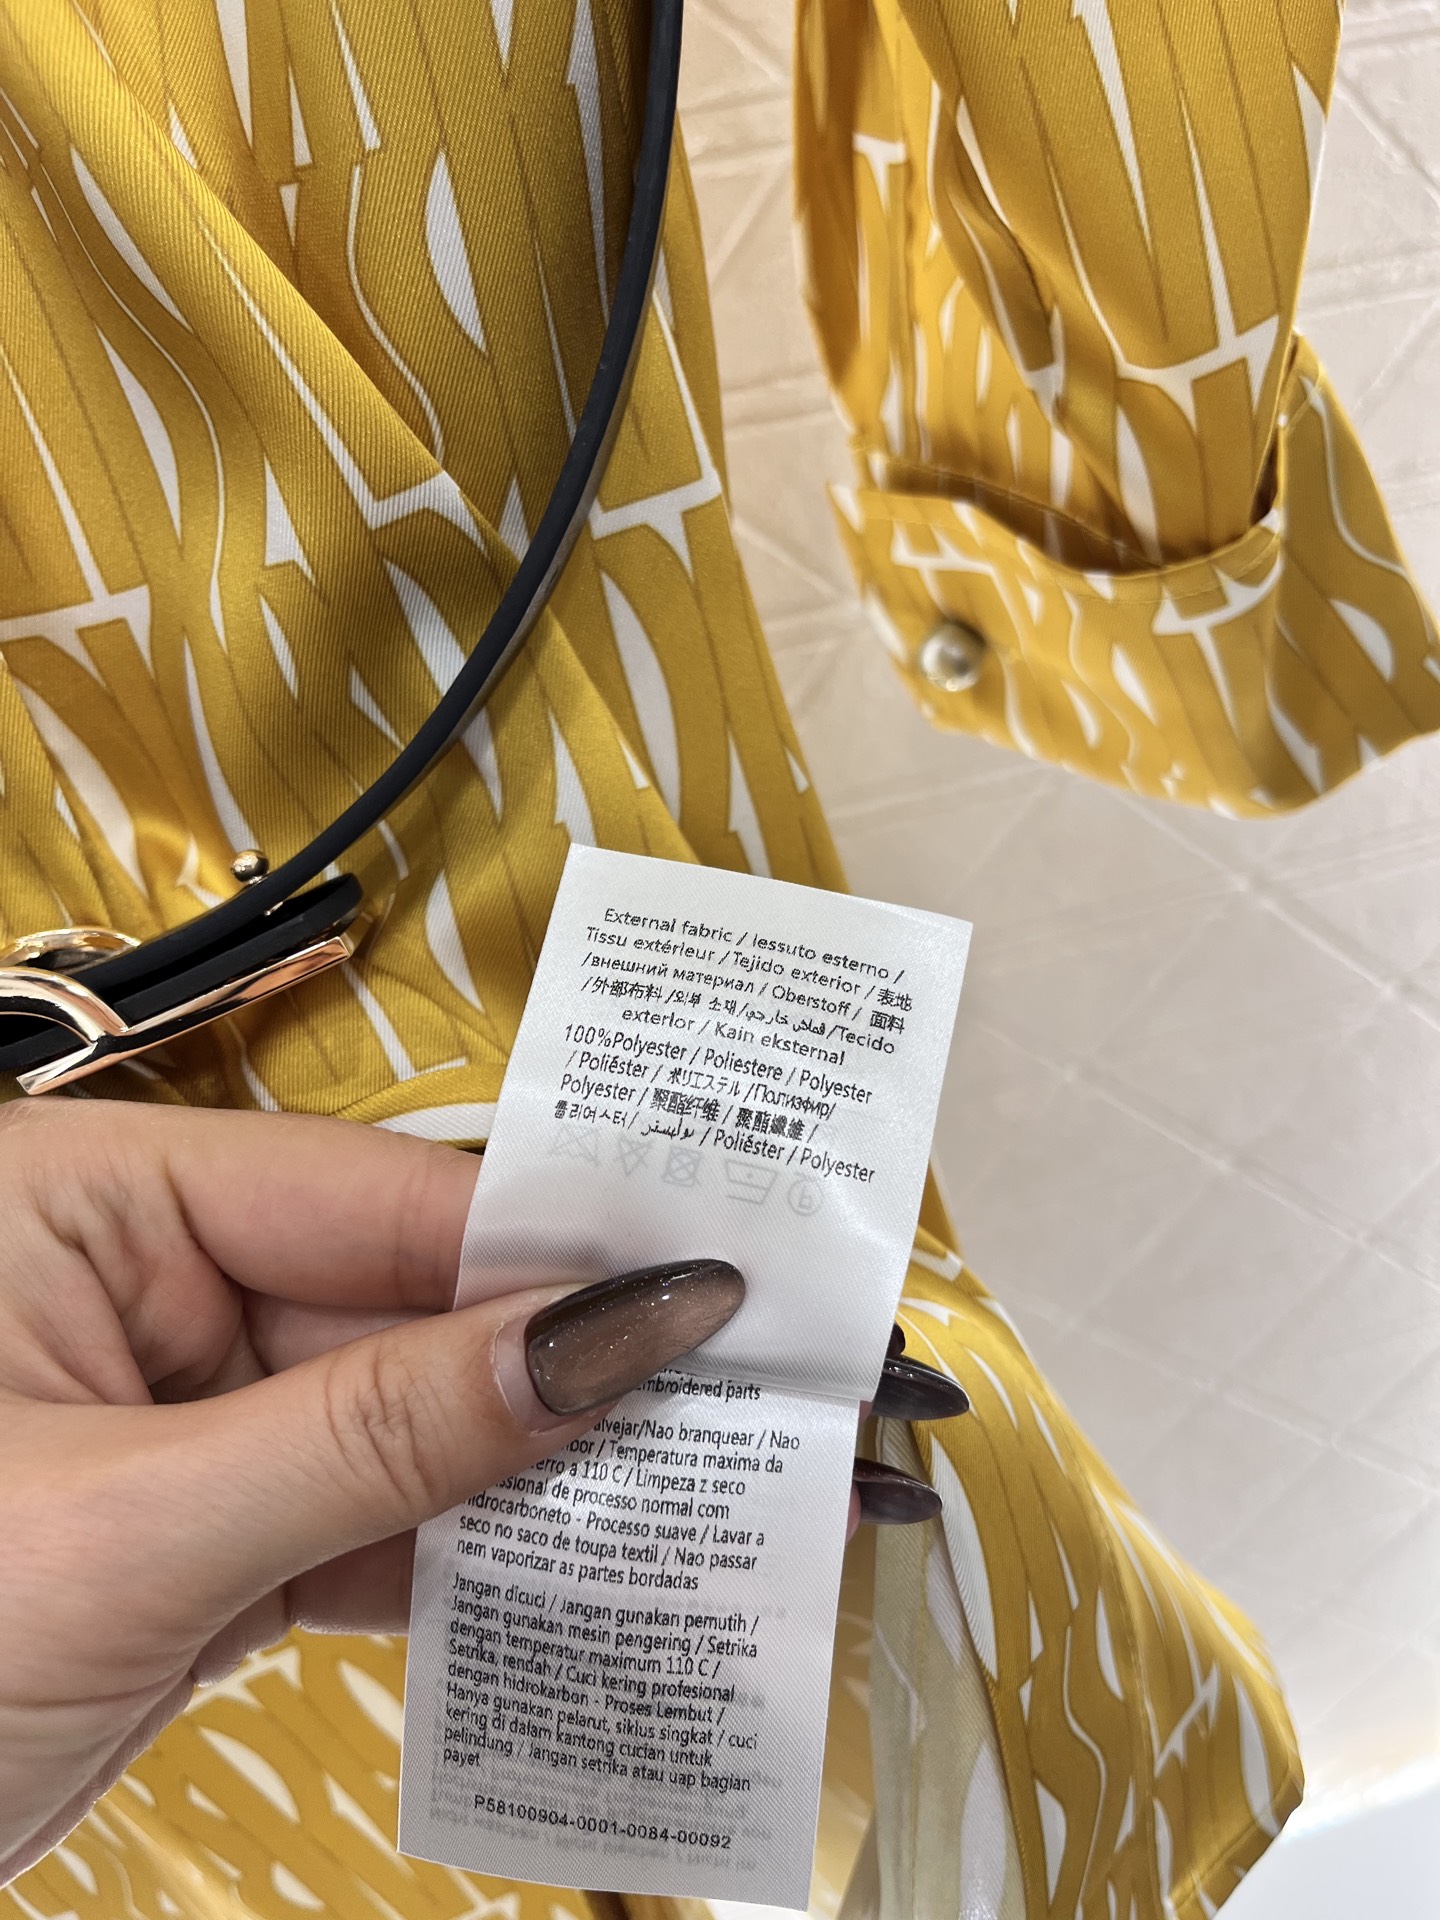 External fabric / Iessuto esterno /
Tissu extérieur / Tejido exterior / 表地
/внешний материал / Oberstoff / 面料
/外部布料 /외부 소재/قماش خارجي/Tecido
exterior / Kain eksternal
100%Polyester / Poliestere / Polyester
/ Poliéster / ポリエステル /Полиэфир/
Polyester / 聚酯纤维 / 聚酯纖維 /
폴리에스터/ بوليستر / Poliéster / Polyester
P
embroidered parts
alvejar/Nao branquear / Nao
/ Temperatura maxima da
ferro a 110 C / Limpeza z seco
de processo normal com
hidrocarboneto - Processo suave / Lavar a
seco no saco de toupa textil / Nao passar
nem vaporizar as partes bordadas
Jangan dicuci / Jangan gunakan pemutih /
Jangan gunakan mesin pengering / Setrika
dengan temperatur maximum 110 C /
Setrika, rendah / Cuci kering profesional
dengan hidrokarbon - Proses Lembut /
Hanya gunakan pelarut, siklus singkat / cuci
kering di dalam kantong cucian untuk
pelindung / Jangan setrika atau uap bagian
payet
P58100904-0001-0084-00092